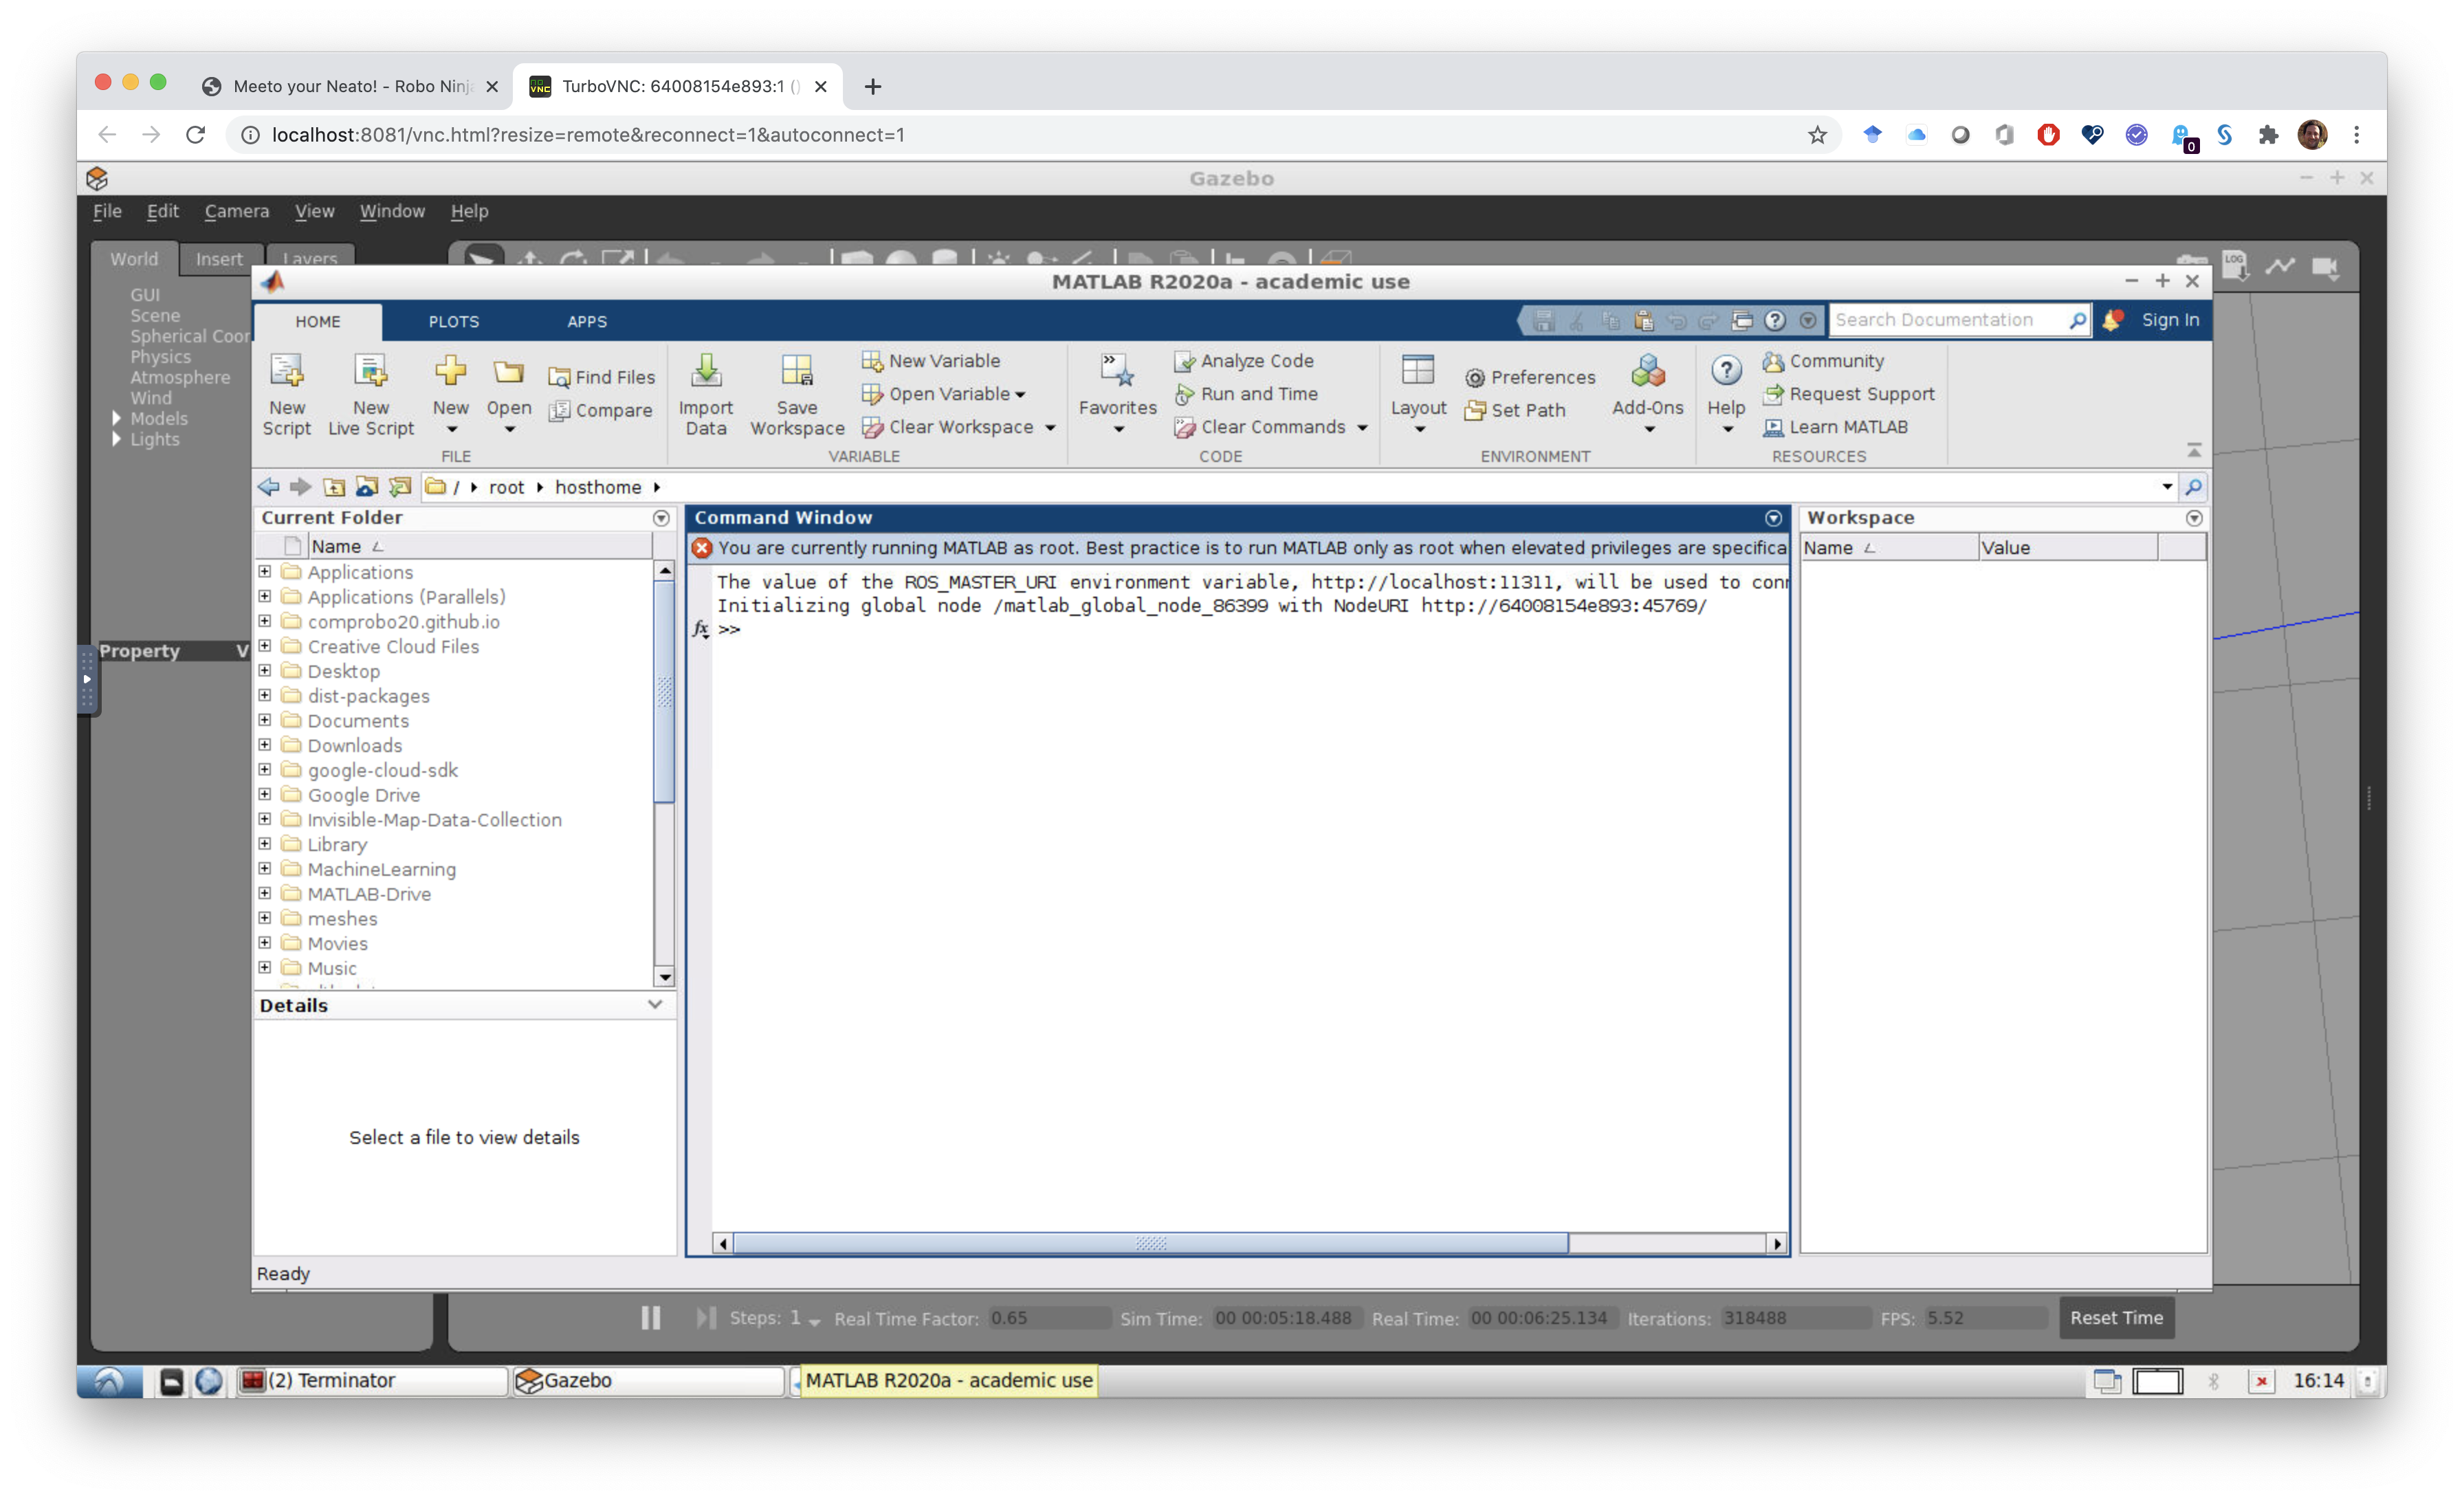 Meeto your Neato! - Robo Ninj
TurboVNC: 64008154e893:1 ()
localhost:8081/vnc.html?resize=remote&reconnect=1&autoconnect=1
0
Gazebo
File Edit Camera View Window Help
World Insert Layers
LOG
GUI
Scene
Spherical Coor
Physics
Atmosphere
Wind
Models
Lights
Property V
MATLAB R2020a - academic use
HOME PLOTS APPS
Search Documentation
Sign In
New Script
New Live Script
New
Open
Find Files
Compare
FILE
Import Data
Save Workspace
New Variable
Open Variable
Clear Workspace
VARIABLE
Favorites
Analyze Code
Run and Time
Clear Commands
CODE
Layout
Preferences
Set Path
Add-Ons
ENVIRONMENT
Help
Community
Request Support
Learn MATLAB
RESOURCES
/ root hosthome
Current Folder
Name
Applications
Applications (Parallels)
comprobo20.github.io
Creative Cloud Files
Desktop
dist-packages
Documents
Downloads
google-cloud-sdk
Google Drive
Invisible-Map-Data-Collection
Library
MachineLearning
MATLAB-Drive
meshes
Movies
Music
Details
Select a file to view details
Command Window
You are currently running MATLAB as root. Best practice is to run MATLAB only as root when elevated privileges are specifica
The value of the ROS_MASTER_URI environment variable, http://localhost:11311, will be used to conn
Initializing global node /matlab_global_node_86399 with NodeURI http://64008154e893:45769/
fx >>
Workspace
Name Value
Ready
Steps: 1 Real Time Factor: 0.65 Sim Time: 00 00:05:18.488 Real Time: 00 00:06:25.134 Iterations: 318488 FPS: 5.52 Reset Time
(2) Terminator
Gazebo
MATLAB R2020a - academic use
16:14